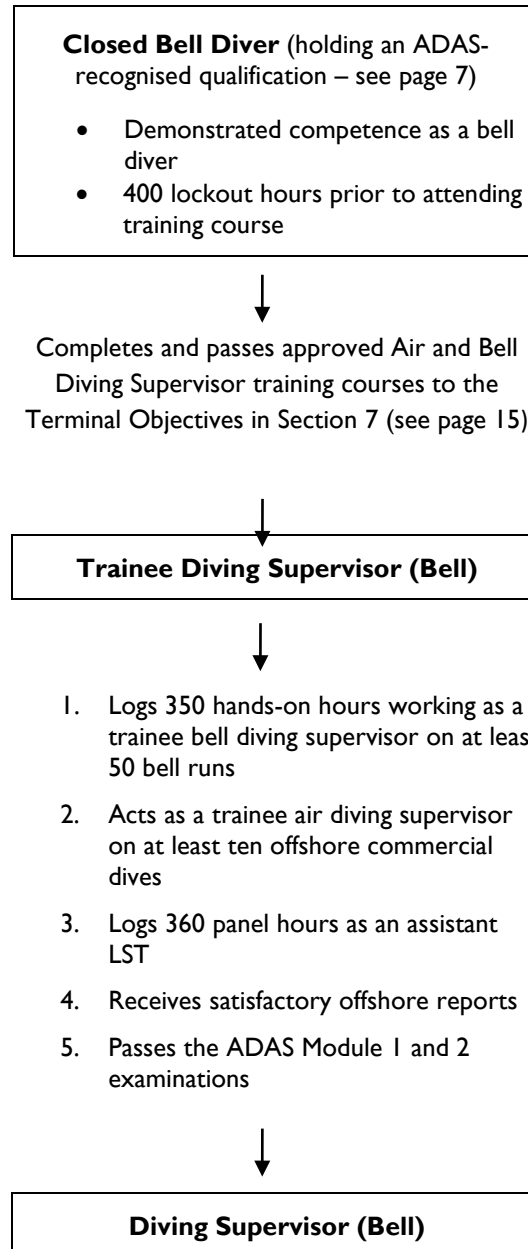 Closed Bell Diver (holding an ADAS-
recognised qualification – see page 7)
• Demonstrated competence as a bell
diver
• 400 lockout hours prior to attending
training course
Completes and passes approved Air and Bell
Diving Supervisor training courses to the
Terminal Objectives in Section 7 (see page 15)
Trainee Diving Supervisor (Bell)
1. Logs 350 hands-on hours working as a
trainee bell diving supervisor on at leas
50 bell runs
2. Acts as a trainee air diving supervisor
on at least ten offshore commercial
dives
3. Logs 360 panel hours as an assistant
LST
4. Receives satisfactory offshore reports
5. Passes the ADAS Module 1 and 2
examinations
Diving Supervisor (Bell)